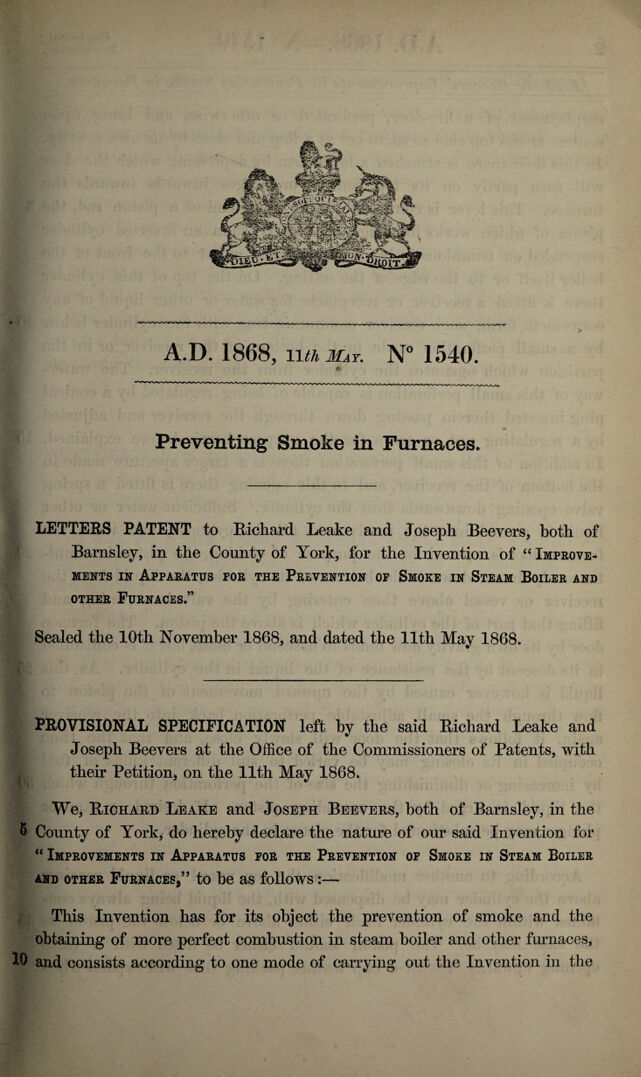 DIEU ET MON DROIT
A.D. 1868, 11th MAY. N° 1540.
Preventing Smoke in Furnaces.
LETTERS PATENT to Richard Leake and Joseph Beevers, both of
Barnsley, in the County of York, for the Invention of “IMPROVE-
MENTS IN APPARATUS FOR THE PREVENTION OF SMOKE IN STEAM BOILER AND
OTHER FURNACES.”
Sealed the 10th November 1868, and dated the 11th May 1868.
PROVISIONAL SPECIFICATION left by the said Richard Leake and
Joseph Beevers at the Office of the Commissioners of Patents, with
their Petition, on the 11th May 1868.
We, RICHARD LEAKE and JOSEPH BEEVERS, both of Barnsley, in the
5 County of York, do hereby declare the nature of our said Invention for
“IMPROVEMENTS IN APPARATUS FOR THE PREVENTION OF SMOKE IN STEAM BOILER
AND OTHER FURNACES,” to be as follows :—
This Invention has for its object the prevention of smoke and the
obtaining of more perfect combustion in steam boiler and other furnaces,
10 and consists according to one mode of carrying out the Invention in the